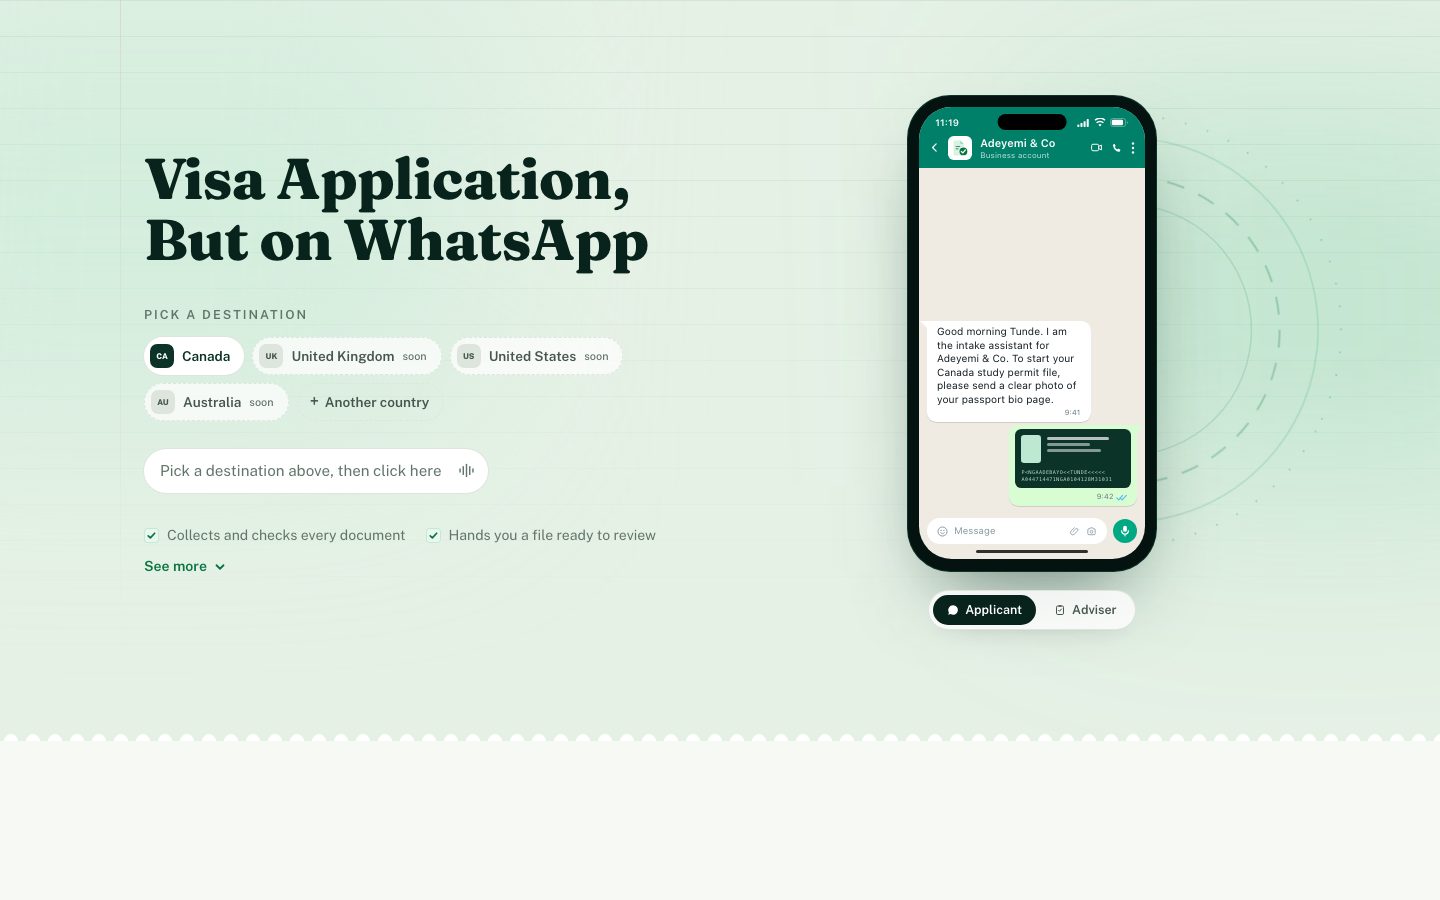 Visa Application,
But on WhatsApp
PICK A DESTINATION
CA Canada
UK United Kingdom soon
US United States soon
AU Australia soon
+ Another country
Pick a destination above, then click here
Collects and checks every document
Hands you a file ready to review
See more
11:19
Adeyemi & Co
Business account
Good morning Tunde. I am
the intake assistant for
Adeyemi & Co. To start your
Canada study permit file,
please send a clear photo of
your passport bio page.
9:41
P<NGAADEBAYO<<TUNDE<<<<<
A044714471NGA0104128M31031
9:42
Message
Applicant
Adviser